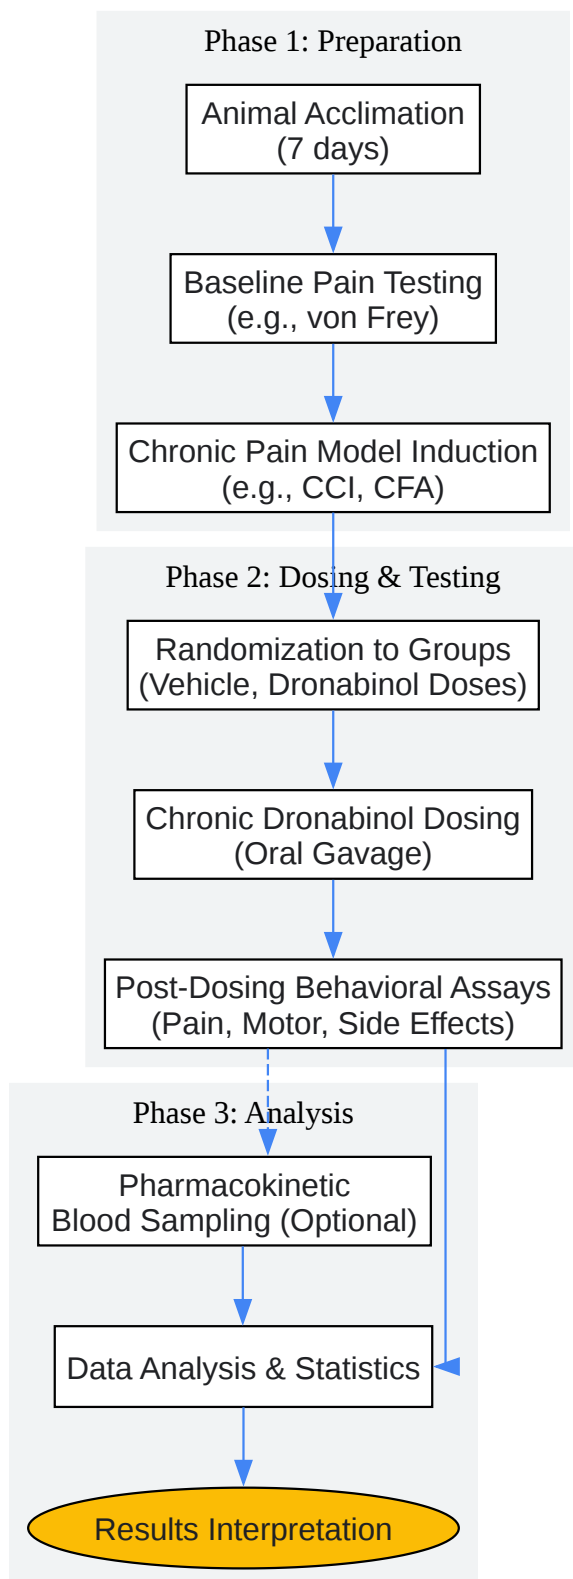 Phase 1: Preparation
Animal Acclimation
(7 days)
Baseline Pain Testing
(e.g., von Frey)
Chronic Pain Model Induction
(e.g., CCI, CFA)
Phase 2: Dosing & Testing
Randomization to Groups
(Vehicle, Dronabinol Doses)
Chronic Dronabinol Dosing
(Oral Gavage)
Post-Dosing Behavioral Assays
(Pain, Motor, Side Effects)
Phase 3: Analysis
Pharmacokinetic
Blood Sampling (Optional)
Data Analysis & Statistics
Results Interpretation